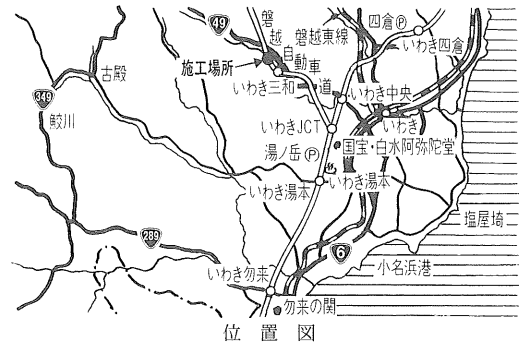 49
磐越自動車道
磐越東線
四倉Ⓟ
いわき四倉
施工場所
古殿
いわき三和
いわき中央
349
鮫川
いわきJCT
いわき
湯ノ岳Ⓟ
国宝・白水阿弥陀堂
いわき湯本
いわき湯本
塩屋埼
289
6
いわき勿来
小名浜港
勿来の関
位置図